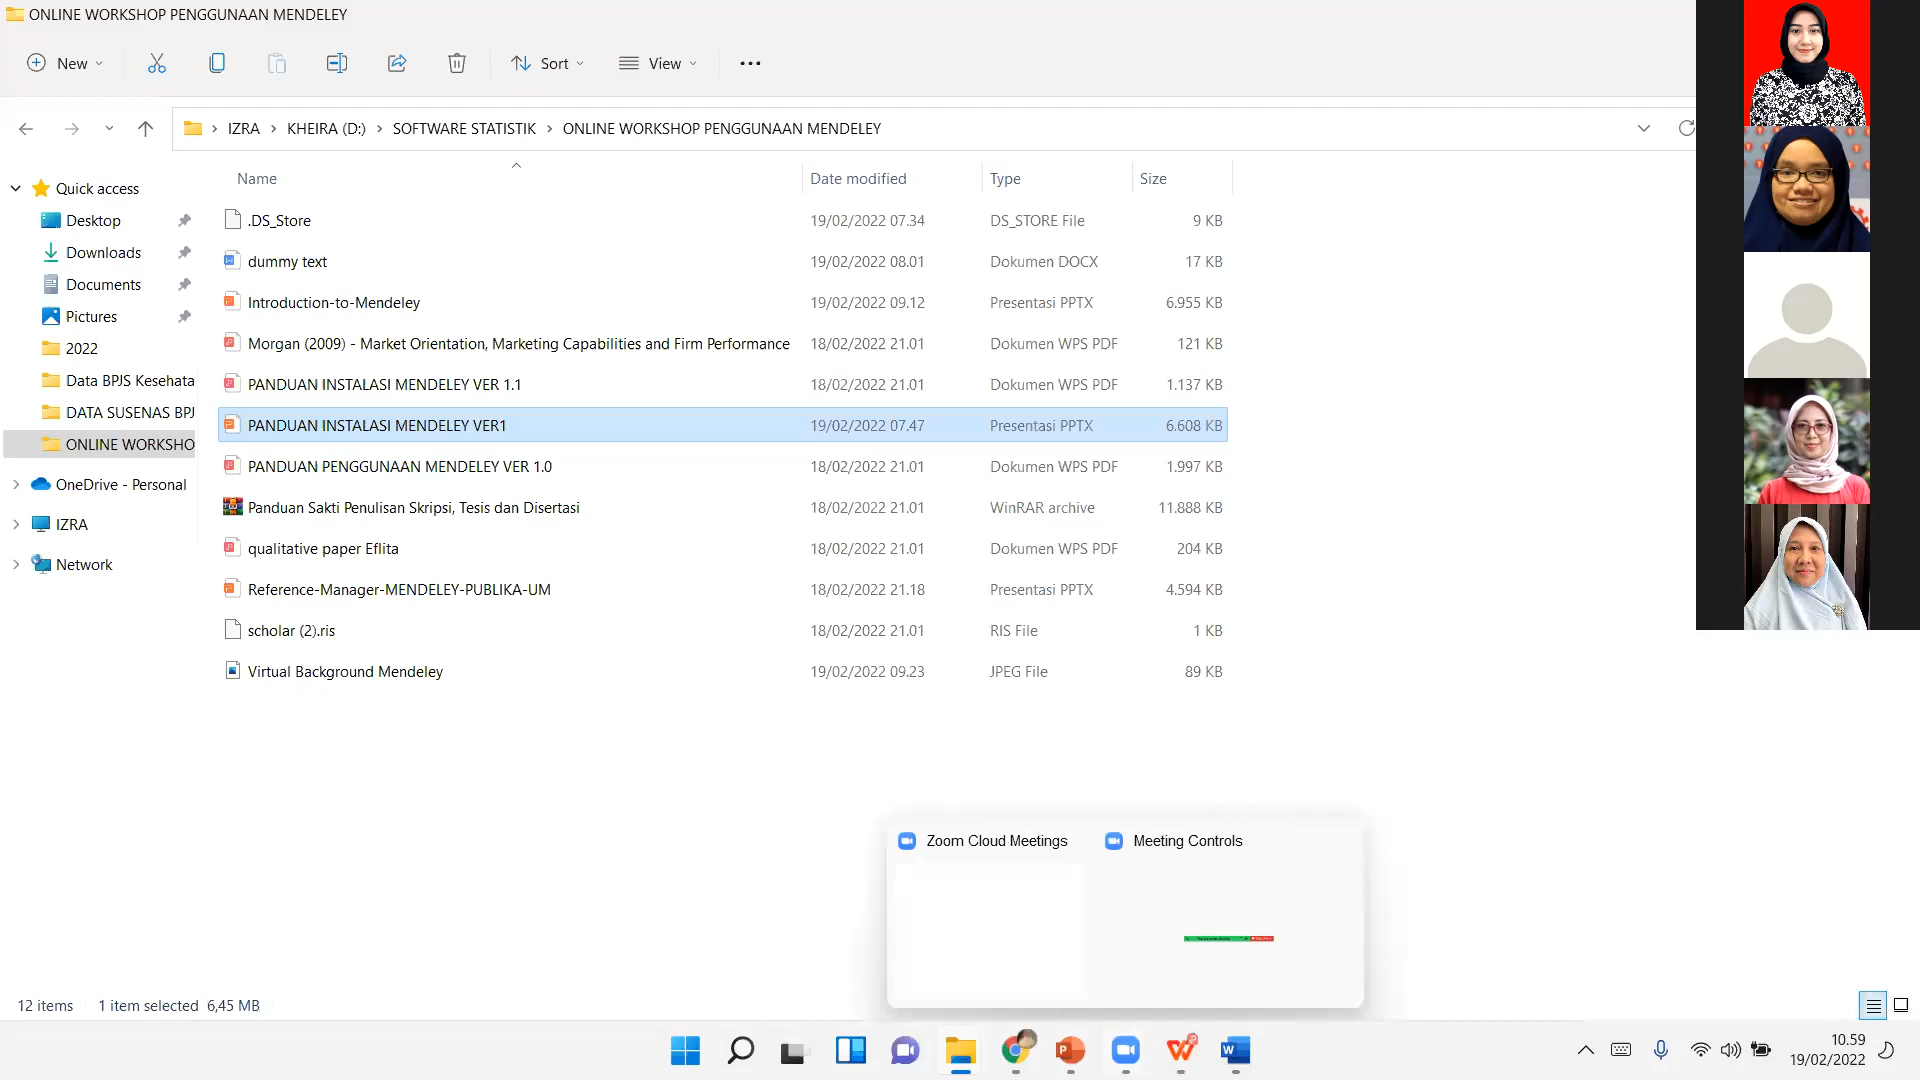 ONLINE WORKSHOP PENGGUNAAN MENDELEY
New
Sort
View
IZRA
KHEIRA (D:)
SOFTWARE STATISTIK
ONLINE WORKSHOP PENGGUNAAN MENDELEY
Quick access
Desktop
Downloads
Documents
Pictures
2022
Data BPJS Kesehata
DATA SUSENAS BPJ
ONLINE WORKSHO
OneDrive - Personal
IZRA
Network
Name Date modified Type Size
.DS_Store 19/02/2022 07.34 DS_STORE File 9 KB
dummy text 19/02/2022 08.01 Dokumen DOCX 17 KB
Introduction-to-Mendeley 19/02/2022 09.12 Presentasi PPTX 6.955 KB
Morgan (2009) - Market Orientation, Marketing Capabilities and Firm Performance 18/02/2022 21.01 Dokumen WPS PDF 121 KB
PANDUAN INSTALASI MENDELEY VER 1.1 18/02/2022 21.01 Dokumen WPS PDF 1.137 KB
PANDUAN INSTALASI MENDELEY VER1 19/02/2022 07.47 Presentasi PPTX 6.608 KB
PANDUAN PENGGUNAAN MENDELEY VER 1.0 18/02/2022 21.01 Dokumen WPS PDF 1.997 KB
Panduan Sakti Penulisan Skripsi, Tesis dan Disertasi 18/02/2022 21.01 WinRAR archive 11.888 KB
qualitative paper Eflita 18/02/2022 21.01 Dokumen WPS PDF 204 KB
Reference-Manager-MENDELEY-PUBLIKA-UM 18/02/2022 21.18 Presentasi PPTX 4.594 KB
scholar (2).ris 18/02/2022 21.01 RIS File 1 KB
Virtual Background Mendeley 19/02/2022 09.23 JPEG File 89 KB
Zoom Cloud Meetings
Meeting Controls
12 items 1 item selected 6,45 MB
10.59
19/02/2022